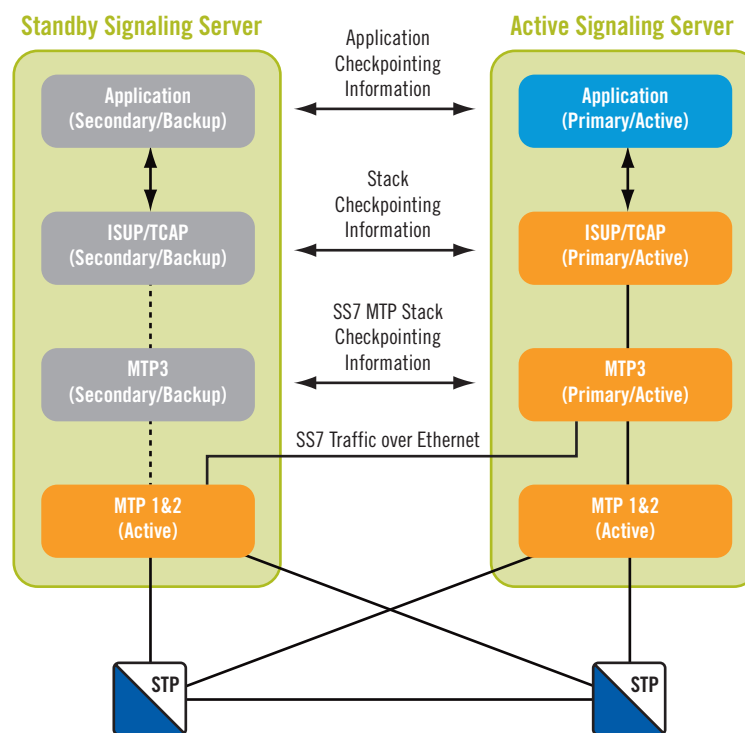 Standby Signaling Server
Active Signaling Server
Application
(Secondary/Backup)
Application
Checkpointing
Information
Application
(Primary/Active)
ISUP/TCAP
(Secondary/Backup)
Stack
Checkpointing
Information
ISUP/TCAP
(Primary/Active)
MTP3
(Secondary/Backup)
SS7 MTP Stack
Checkpointing
Information
MTP3
(Primary/Active)
SS7 Traffic over Ethernet
MTP 1&2
(Active)
MTP 1&2
(Active)
STP
STP